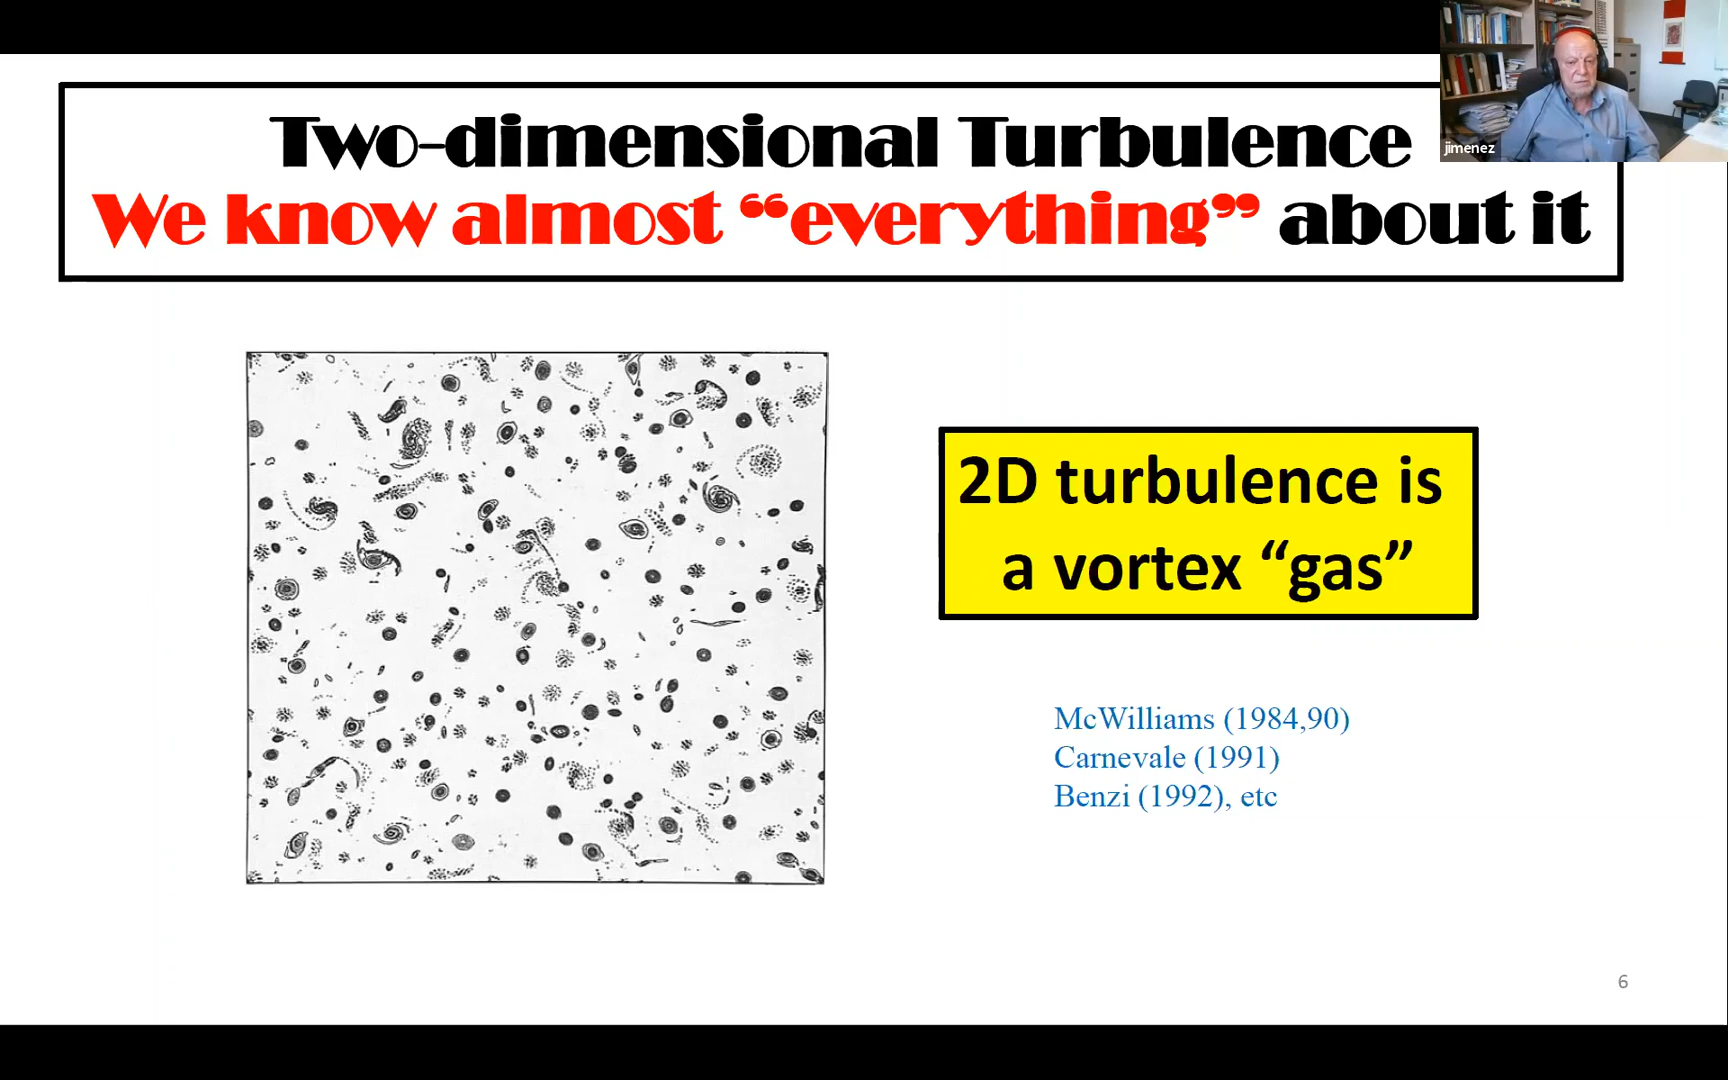 Two-dimensional Turbulence
We know almost “everything” about it
jimenez
2D turbulence is
a vortex “gas”
McWilliams (1984,90)
Carnevale (1991)
Benzi (1992), etc
6